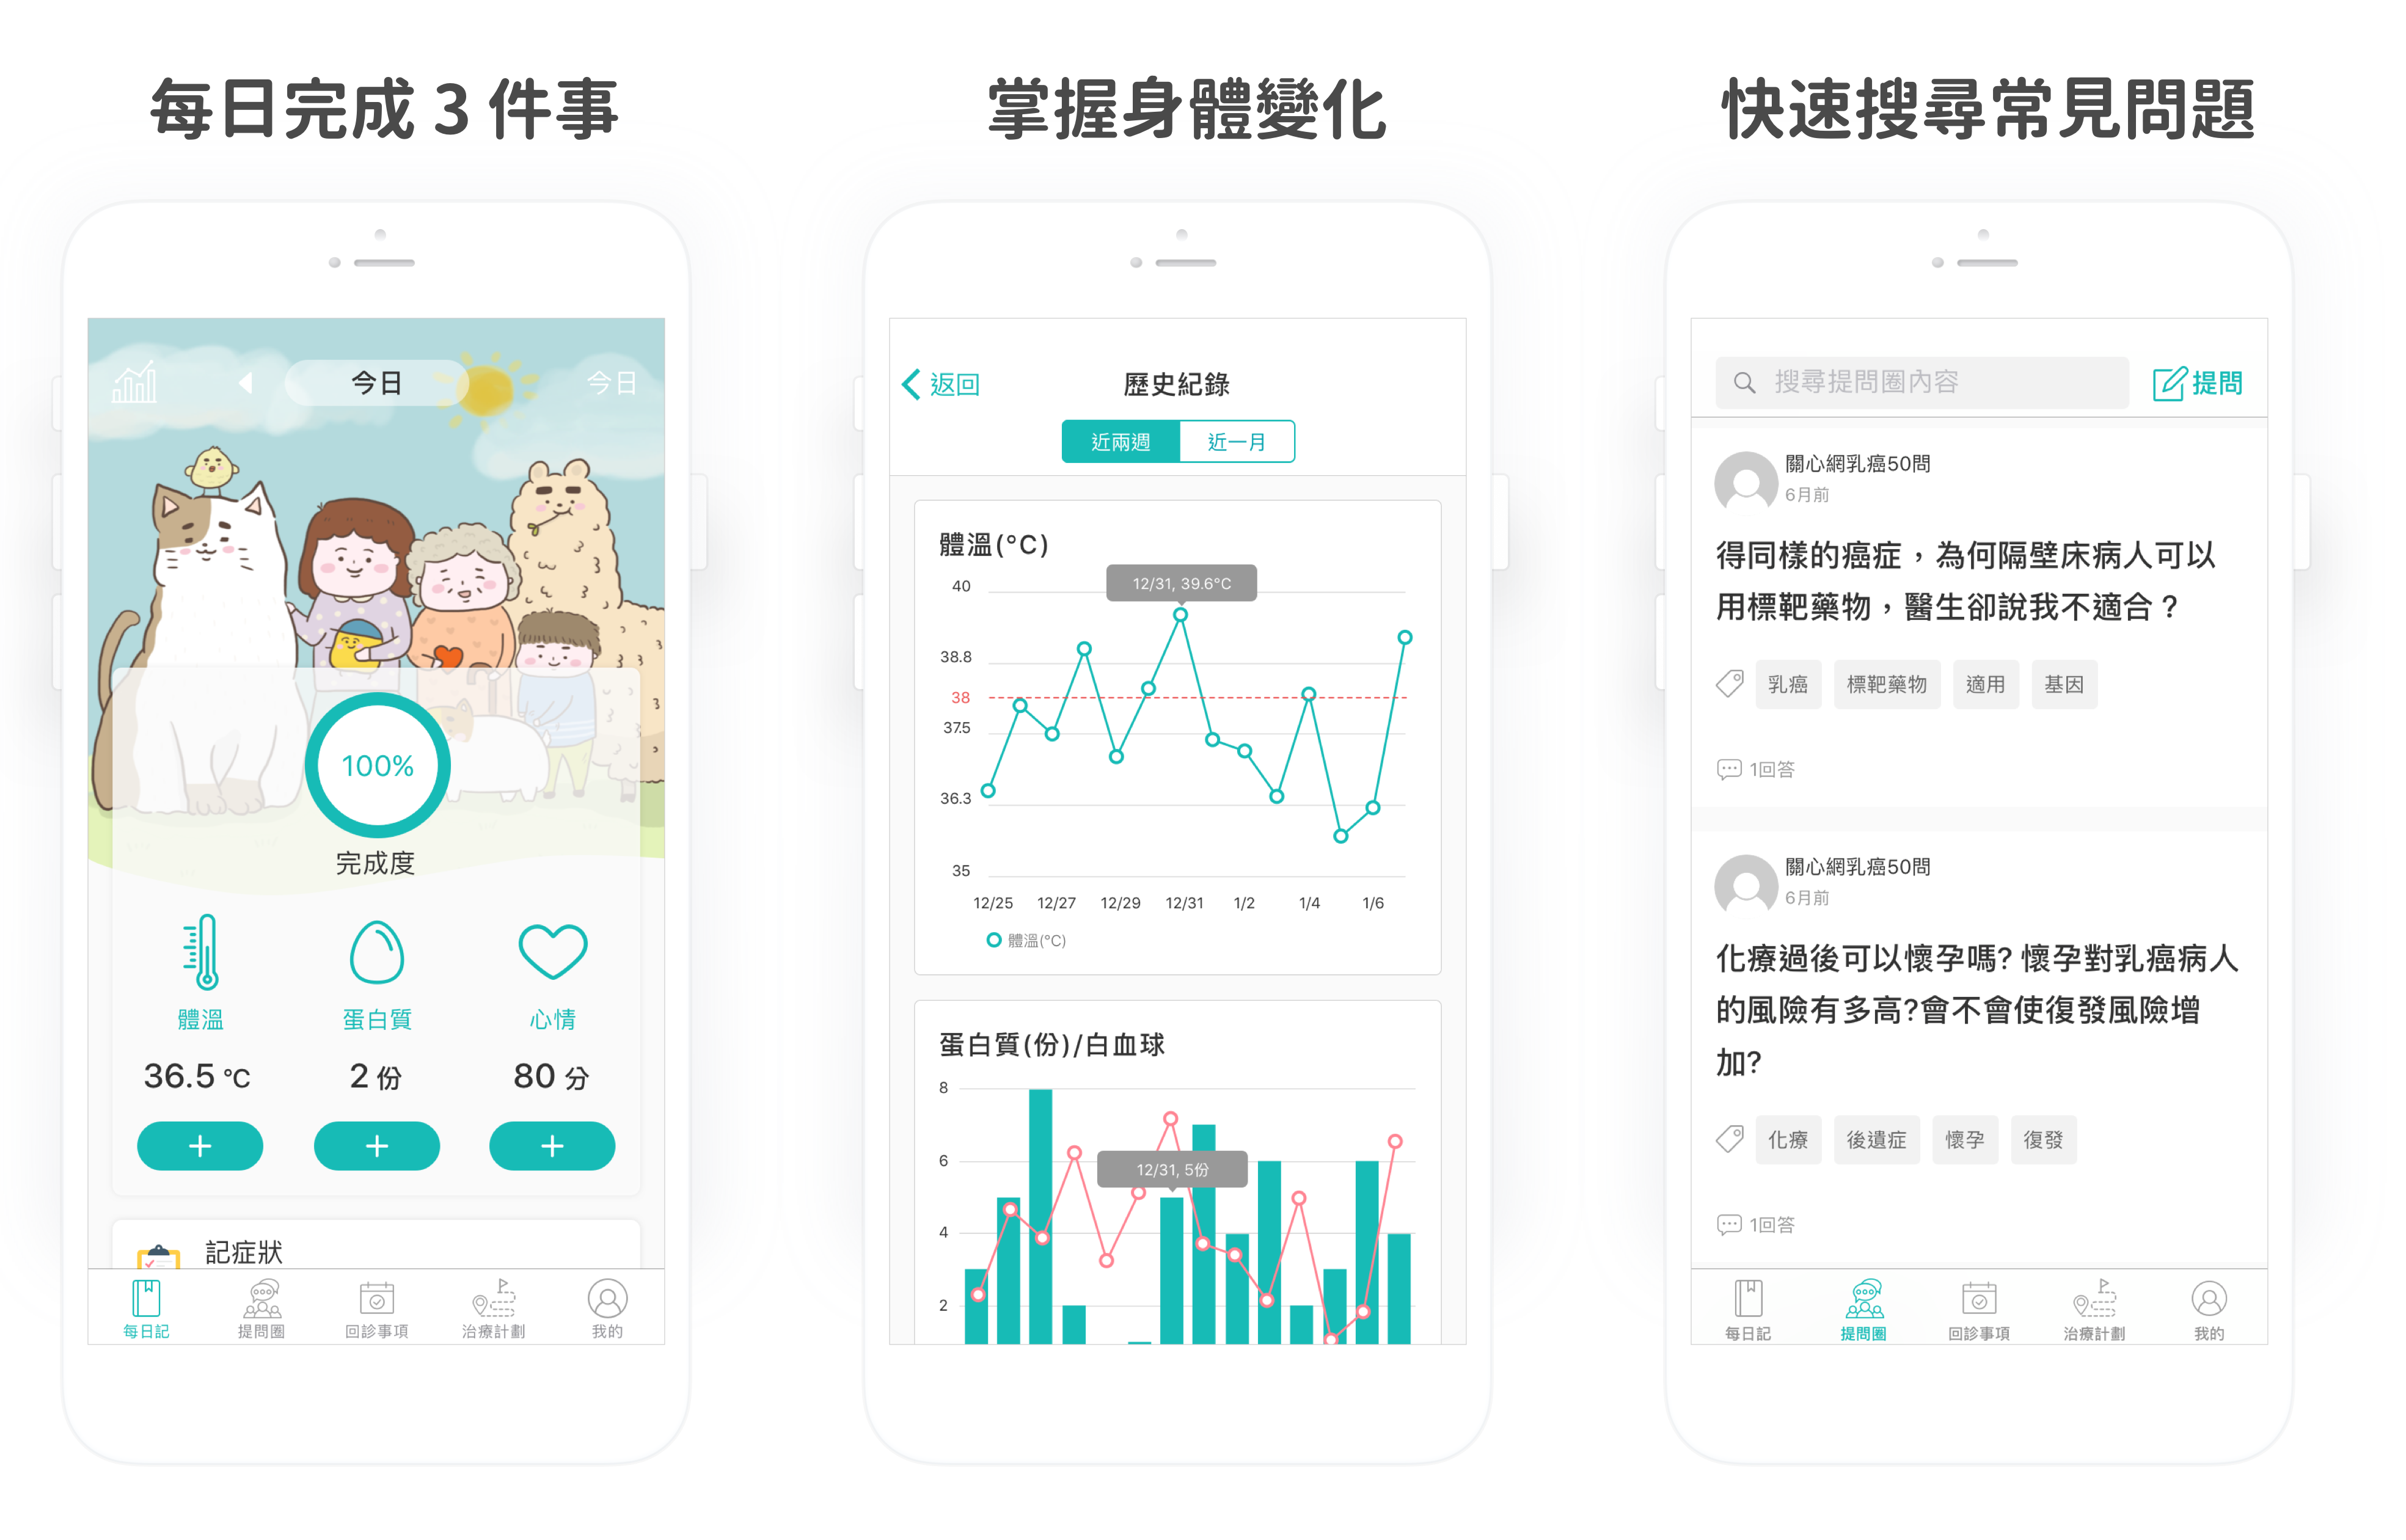 每日完成 3 件事
今日
今日
100%
完成度
體溫
蛋白質
心情
36.5 °C
2 份
80 分
記症狀
每日記
提問圈
回診事項
治療計劃
我的
掌握身體變化
返回
歷史紀錄
近兩週
近一月
體溫(°C)
12/31, 39.6°C
40
38.8
38
37.5
36.3
35
12/25
12/27
12/29
12/31
1/2
1/4
1/6
體溫(°C)
蛋白質(份)/白血球
8
6
4
2
12/31, 5份
快速搜尋常見問題
搜尋提問圈內容
提問
關心網乳癌50問
6月前
得同樣的癌症，為何隔壁床病人可以
用標靶藥物，醫生卻說我不適合？
乳癌
標靶藥物
適用
基因
1回答
關心網乳癌50問
6月前
化療過後可以懷孕嗎? 懷孕對乳癌病人
的風險有多高?會不會使復發風險增
加?
化療
後遺症
懷孕
復發
1回答
每日記
提問圈
回診事項
治療計劃
我的